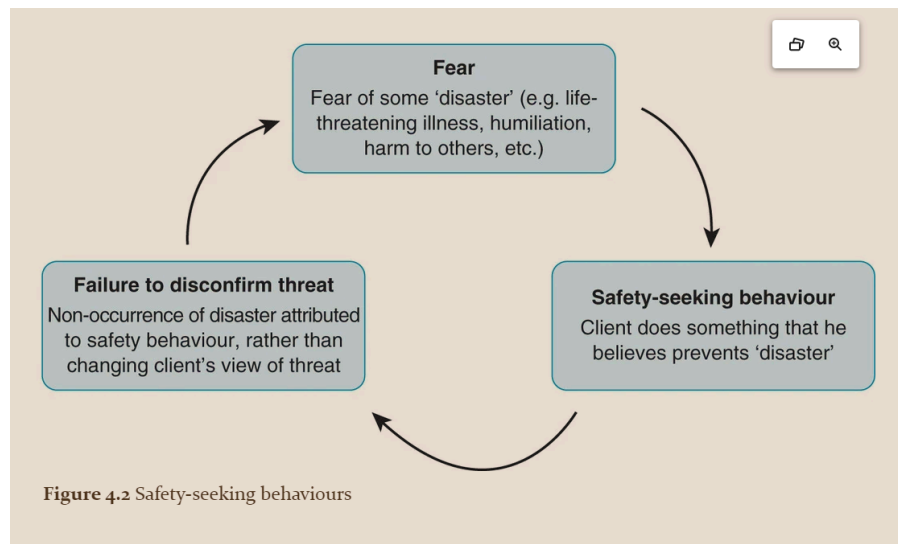 Fear
Fear of some ‘disaster’ (e.g. life-
threatening illness, humiliation,
harm to others, etc.)
Failure to disconfirm threat
Non-occurrence of disaster attributed
to safety behaviour, rather than
changing client’s view of threat
Safety-seeking behaviour
Client does something that he
believes prevents ‘disaster’
Figure 4.2 Safety-seeking behaviours